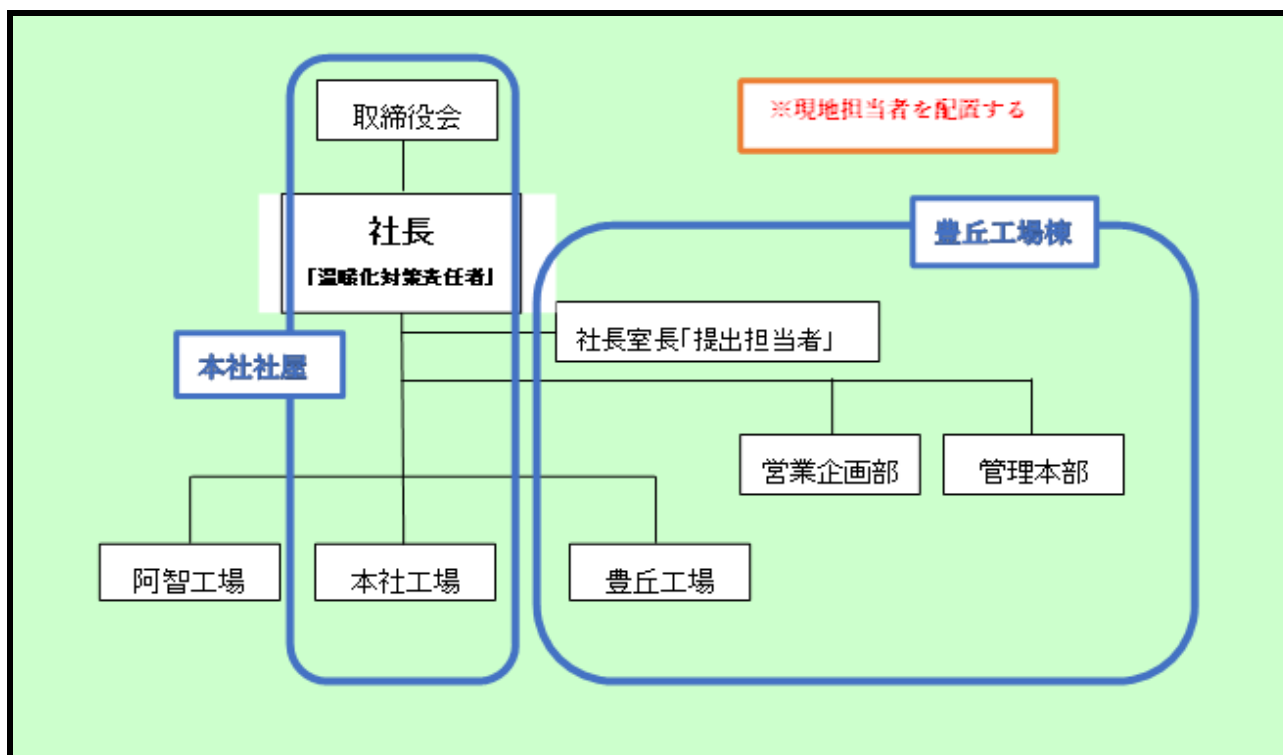 取締役会
※現地担当者を配置する
社長
「温暖化対策責任者」
豊丘工場棟
社長室長「提出担当者」
本社社屋
営業企画部
管理本部
阿智工場
本社工場
豊丘工場